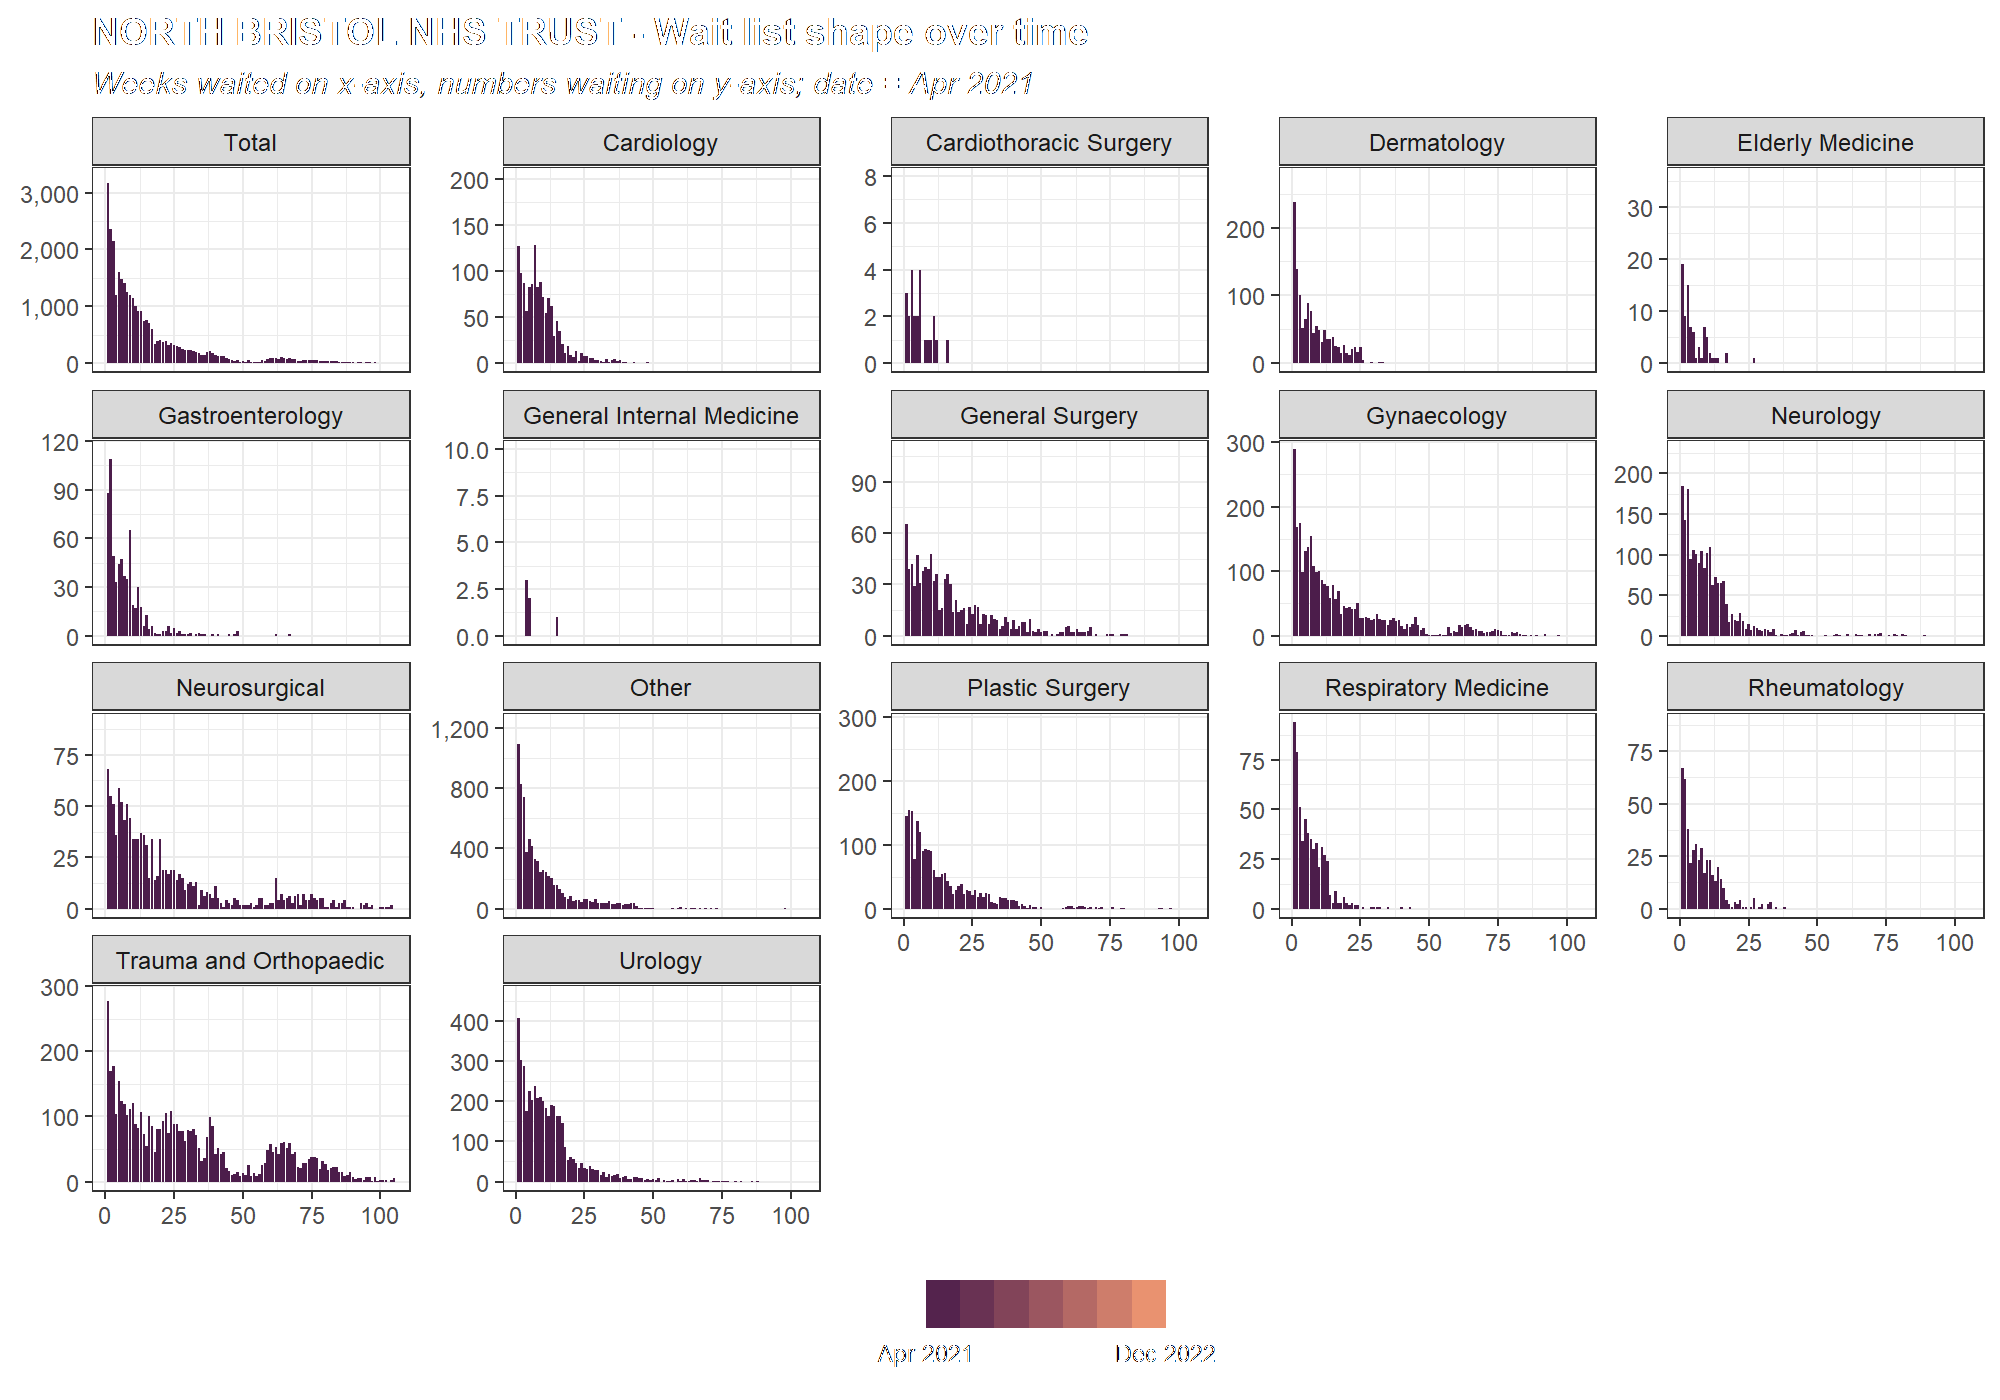 NORTH BRISTOL NHS TRUST - Wait list shape over time
Weeks waited on x-axis, numbers waiting on y-axis; date = Apr 2021
Total
Cardiology
Cardiothoracic Surgery
Dermatology
Elderly Medicine
3,000
2,000
1,000
0
200
150
100
50
0
8
6
4
2
0
200
100
0
30
20
10
0
Gastroenterology
General Internal Medicine
General Surgery
Gynaecology
Neurology
120
90
60
30
0
10.0
7.5
5.0
2.5
0.0
90
60
30
0
300
200
100
0
200
150
100
50
0
Neurosurgical
Other
Plastic Surgery
Respiratory Medicine
Rheumatology
75
50
25
0
1,200
800
400
0
300
200
100
0
75
50
25
0
75
50
25
0
0 25 50 75 100
0 25 50 75 100
0 25 50 75 100
Trauma and Orthopaedic
Urology
300
200
100
0
400
300
200
100
0
0 25 50 75 100
0 25 50 75 100
Apr 2021
Dec 2022